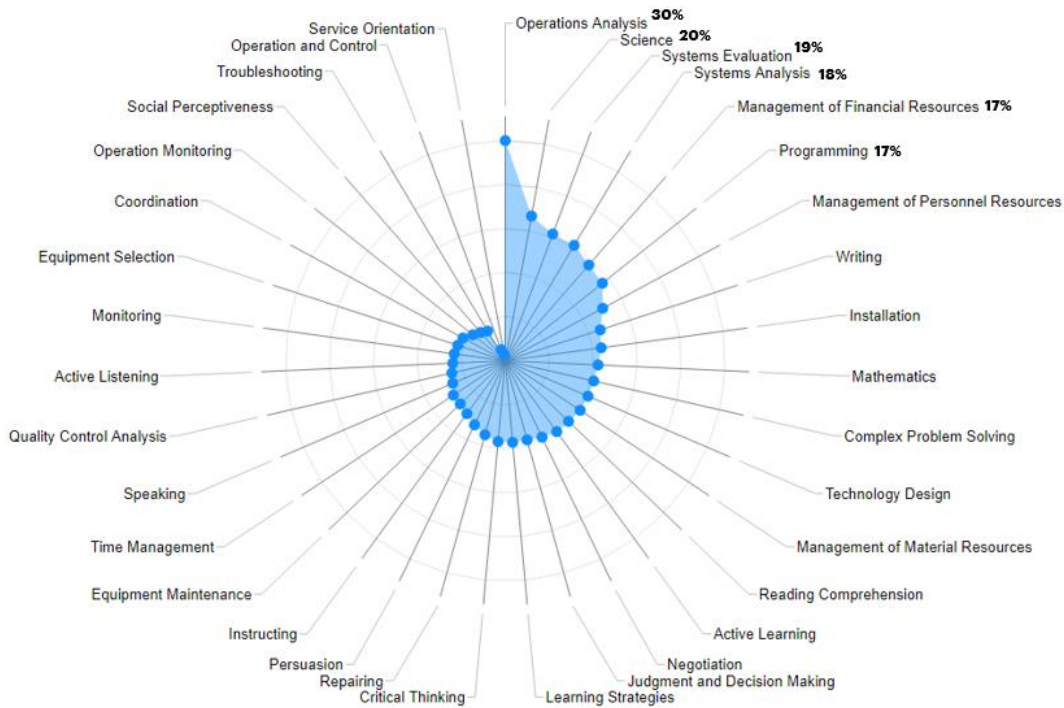 Operations Analysis 30%
Science 20%
Systems Evaluation 19%
Systems Analysis 18%
Management of Financial Resources 17%
Programming 17%
Management of Personnel Resources
Writing
Installation
Mathematics
Complex Problem Solving
Technology Design
Management of Material Resources
Reading Comprehension
Active Learning
Negotiation
Judgment and Decision Making
Learning Strategies
Critical Thinking
Repairing
Persuasion
Instructing
Equipment Maintenance
Time Management
Speaking
Quality Control Analysis
Active Listening
Monitoring
Equipment Selection
Coordination
Operation Monitoring
Social Perceptiveness
Troubleshooting
Operation and Control
Service Orientation